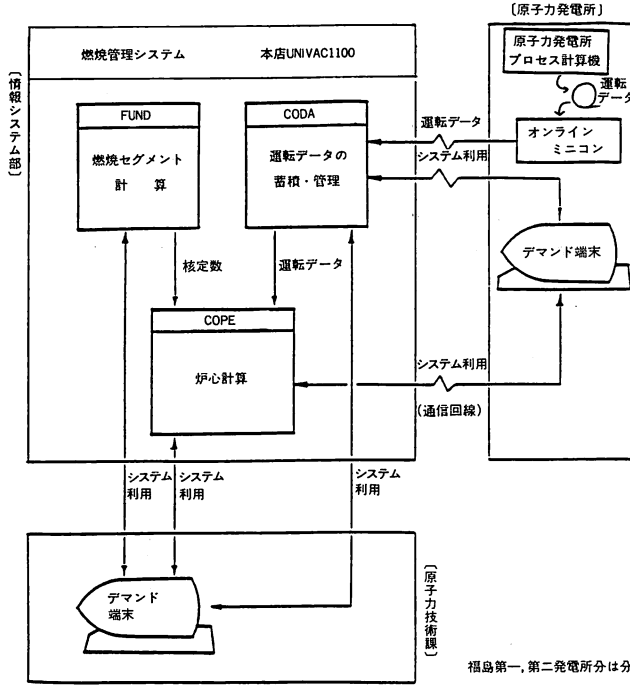 〔原子力発電所〕
燃焼管理システム 本店UNIVAC1100
〔情報システム部〕
原子力発電所
プロセス計算機
運転
データ
オンライン
ミニコン
FUND
燃焼セグメント
計 算
CODA
運転データの
蓄積・管理
運転データ
システム利用
デマンド端末
核定数
運転データ
COPE
炉心計算
システム利用
(通信回線)
システム
利用
システム
利用
システム
利用
デマンド
端末
〔原子力技術課〕
福島第一,第二発電所分は分